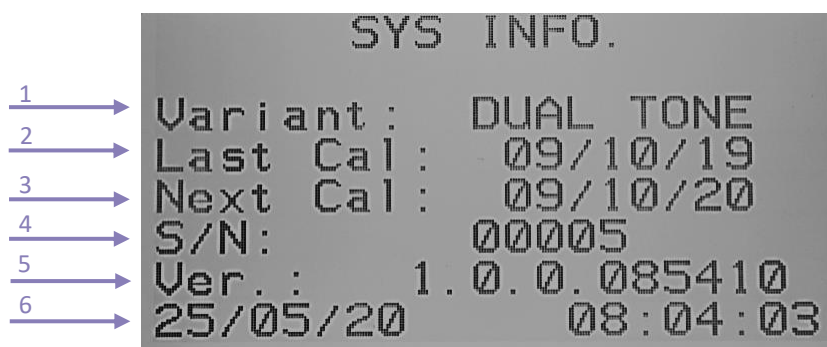 SYS INFO.
1 Variant: DUAL TONE
2 Last Cal: 09/10/19
3 Next Cal: 09/10/20
4 S/N: 00005
5 Ver.: 1.0.0.085410
6 25/05/20 08:04:03